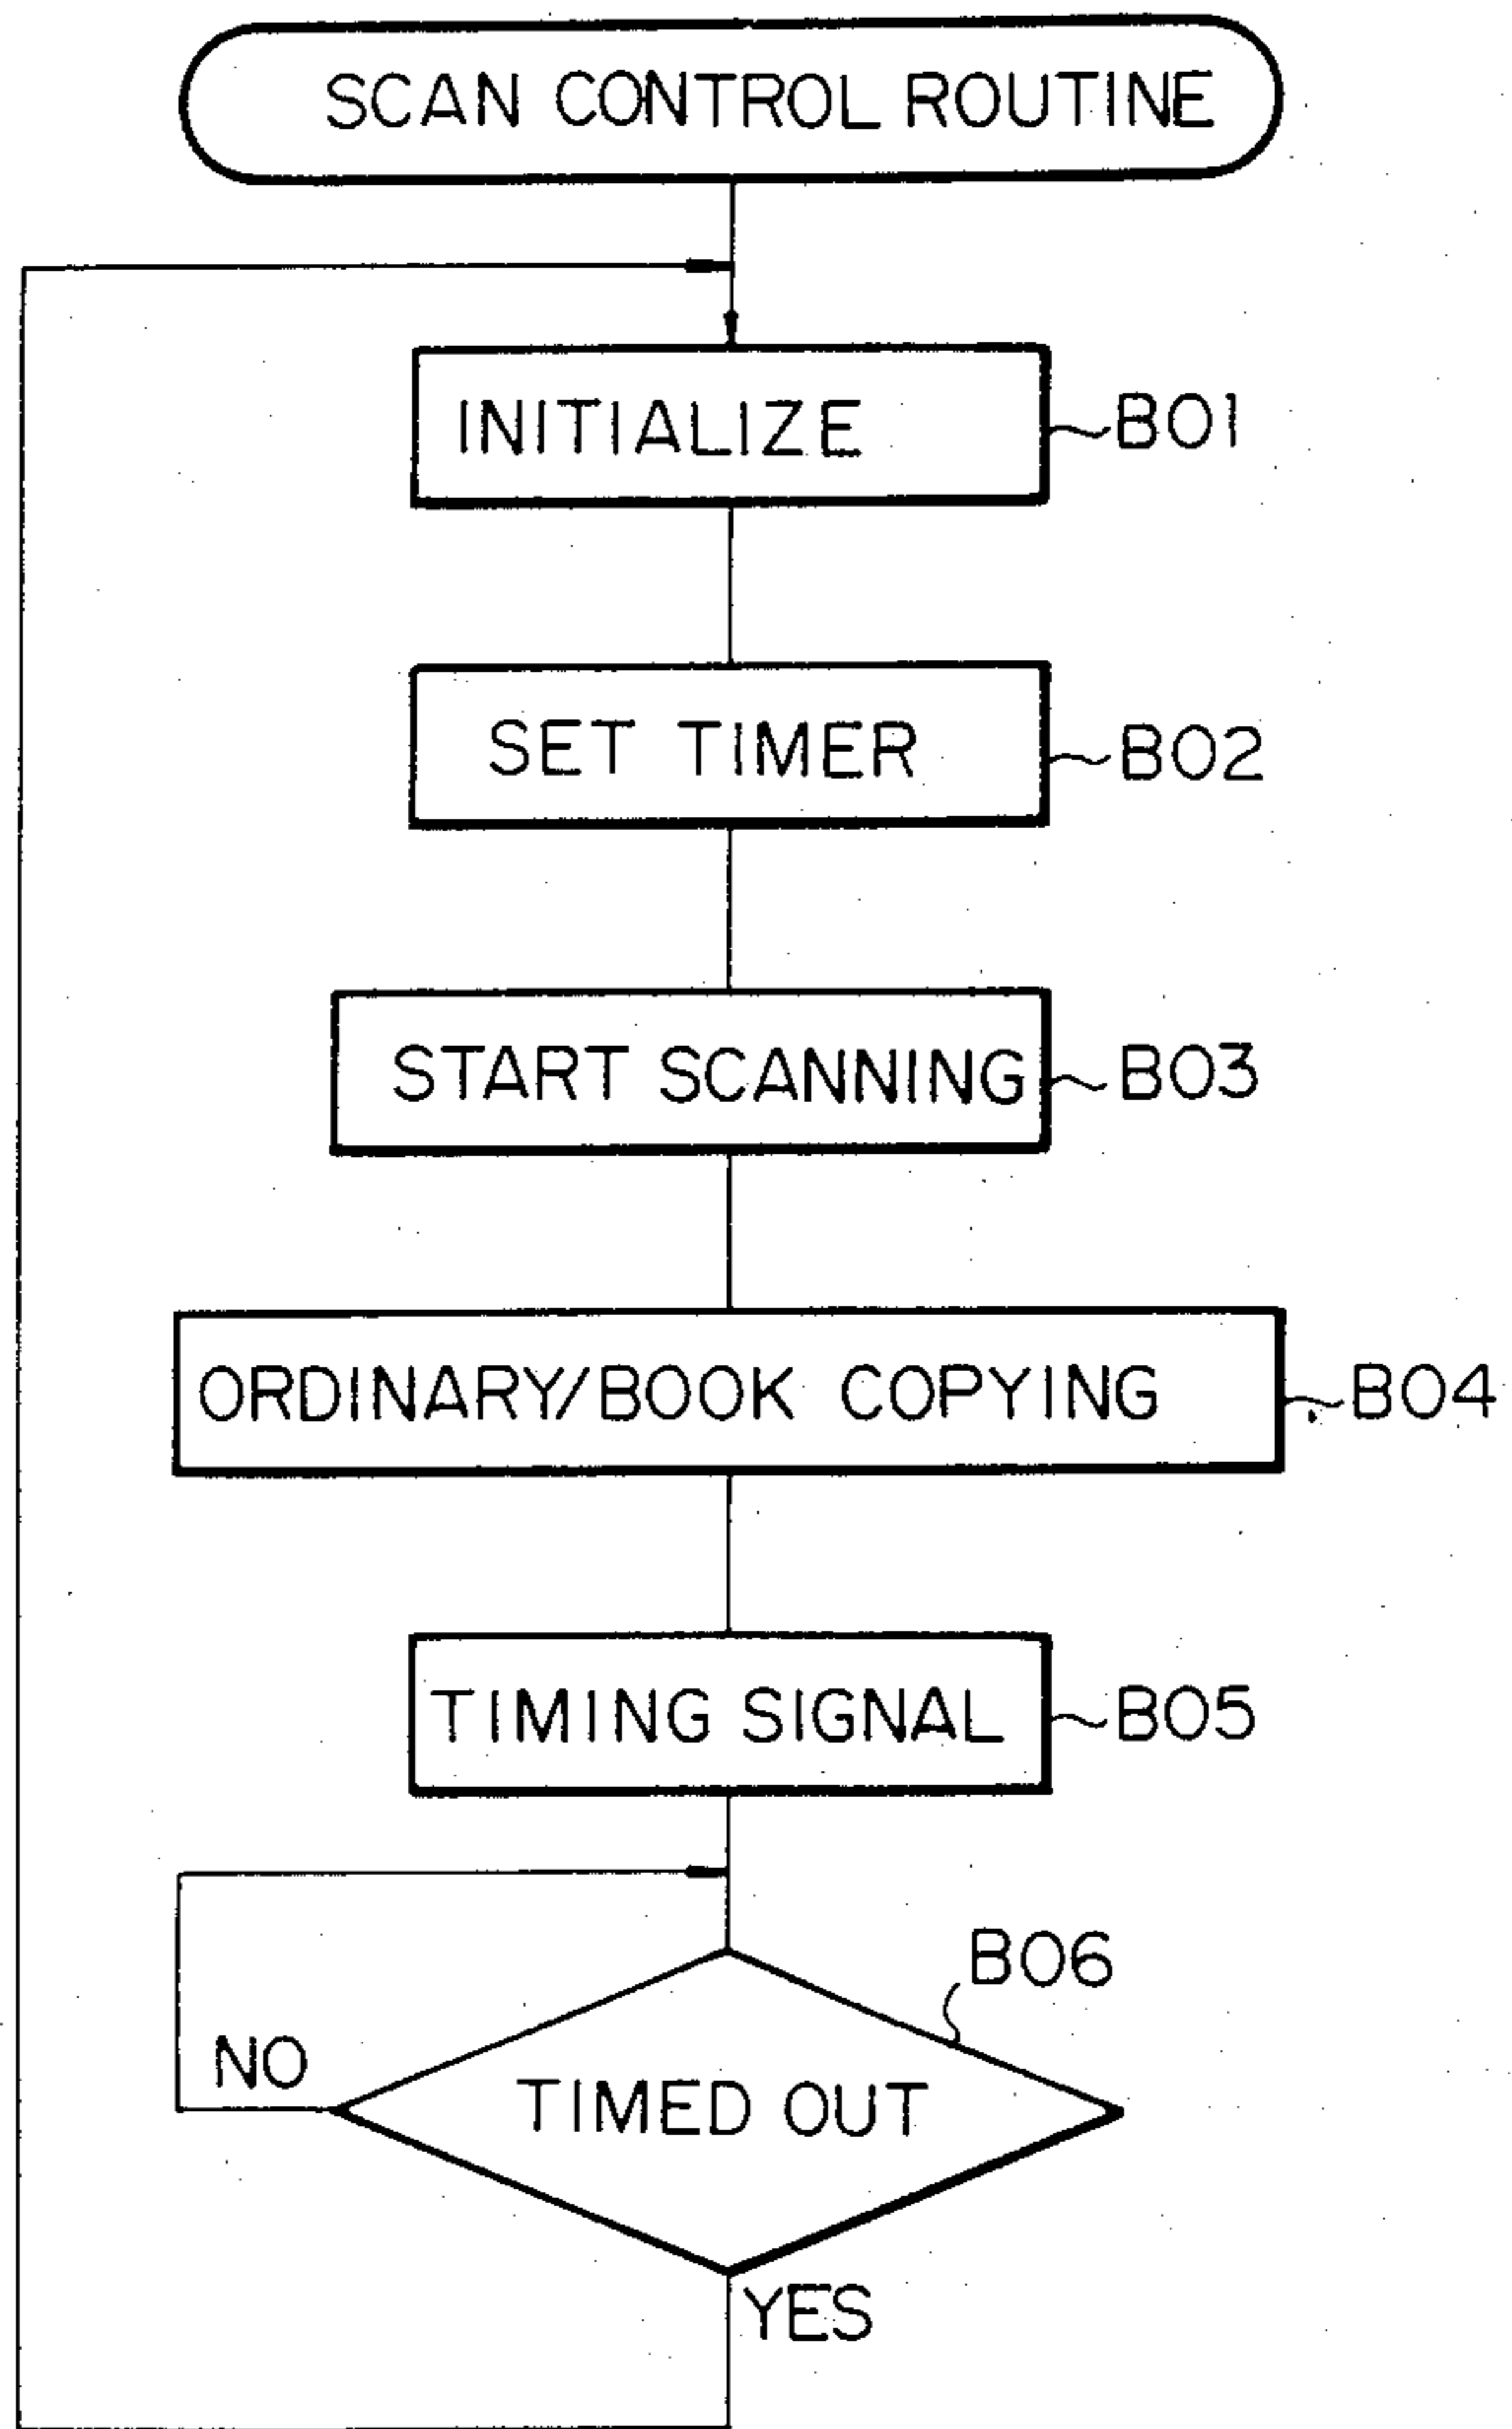 SCAN CONTROL ROUTINE
INITIALIZE
B01
SET TIMER
B02
START SCANNING
B03
ORDINARY/BOOK COPYING
B04
TIMING SIGNAL
B05
B06
NO
TIMED OUT
YES